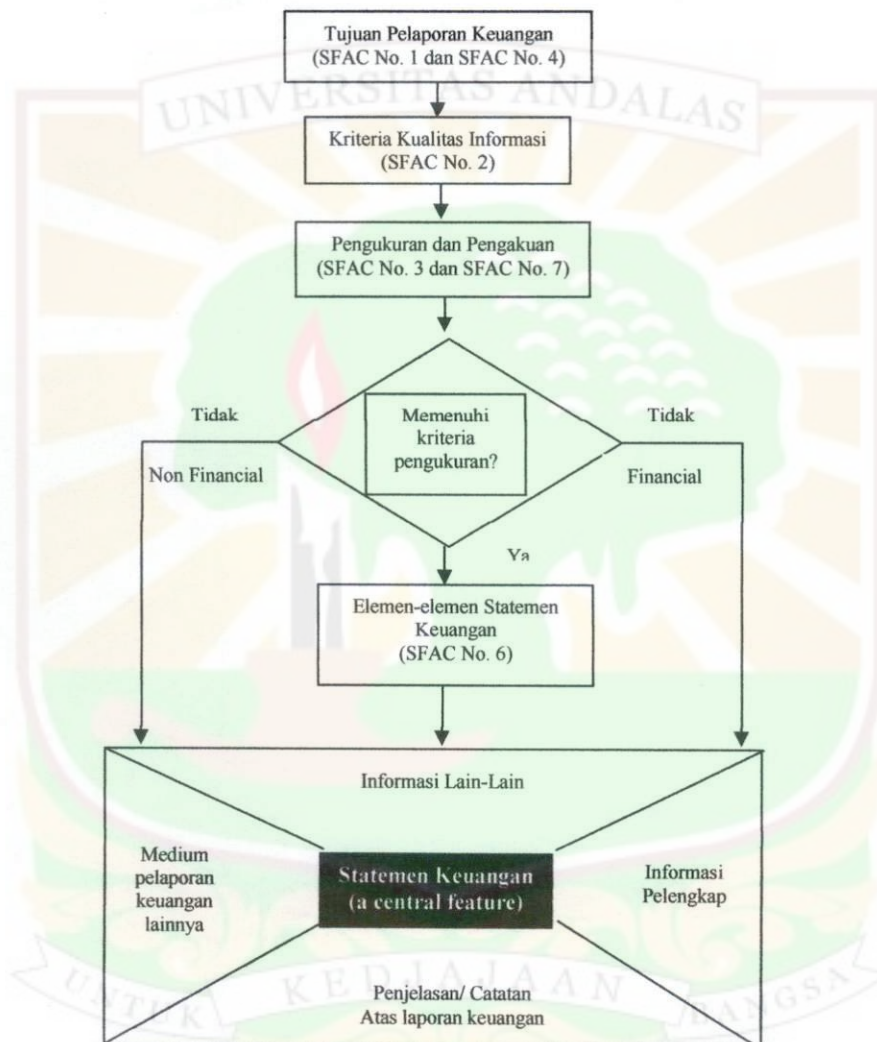 Tujuan Pelaporan Keuangan
(SFAC No. 1 dan SFAC No. 4)
UNIVERSITAS ANDALAS
Kriteria Kualitas Informasi
(SFAC No. 2)
Pengukuran dan Pengakuan
(SFAC No. 3 dan SFAC No. 7)
Tidak
Memenuhi
kriteria
pengukuran?
Tidak
Non Financial
Financial
Ya
Elemen-elemen Statemen
Keuangan
(SFAC No. 6)
Informasi Lain-Lain
Medium
pelaporan
keuangan
lainnya
Statemen Keuangan
(a central feature)
Informasi
Pelengkap
Penjelasan/ Catatan
Atas laporan keuangan
UNTUK KEDJAJAAN BANGSA